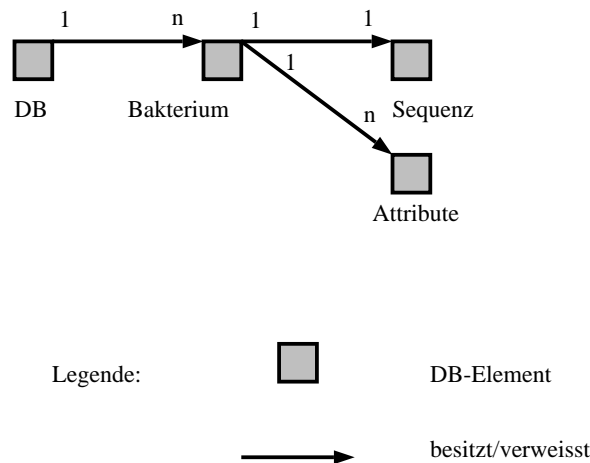 1 n 1 1
DB Bakterium 1 Sequenz
n
Attribute
Legende: DB-Element
besitzt/verweisst